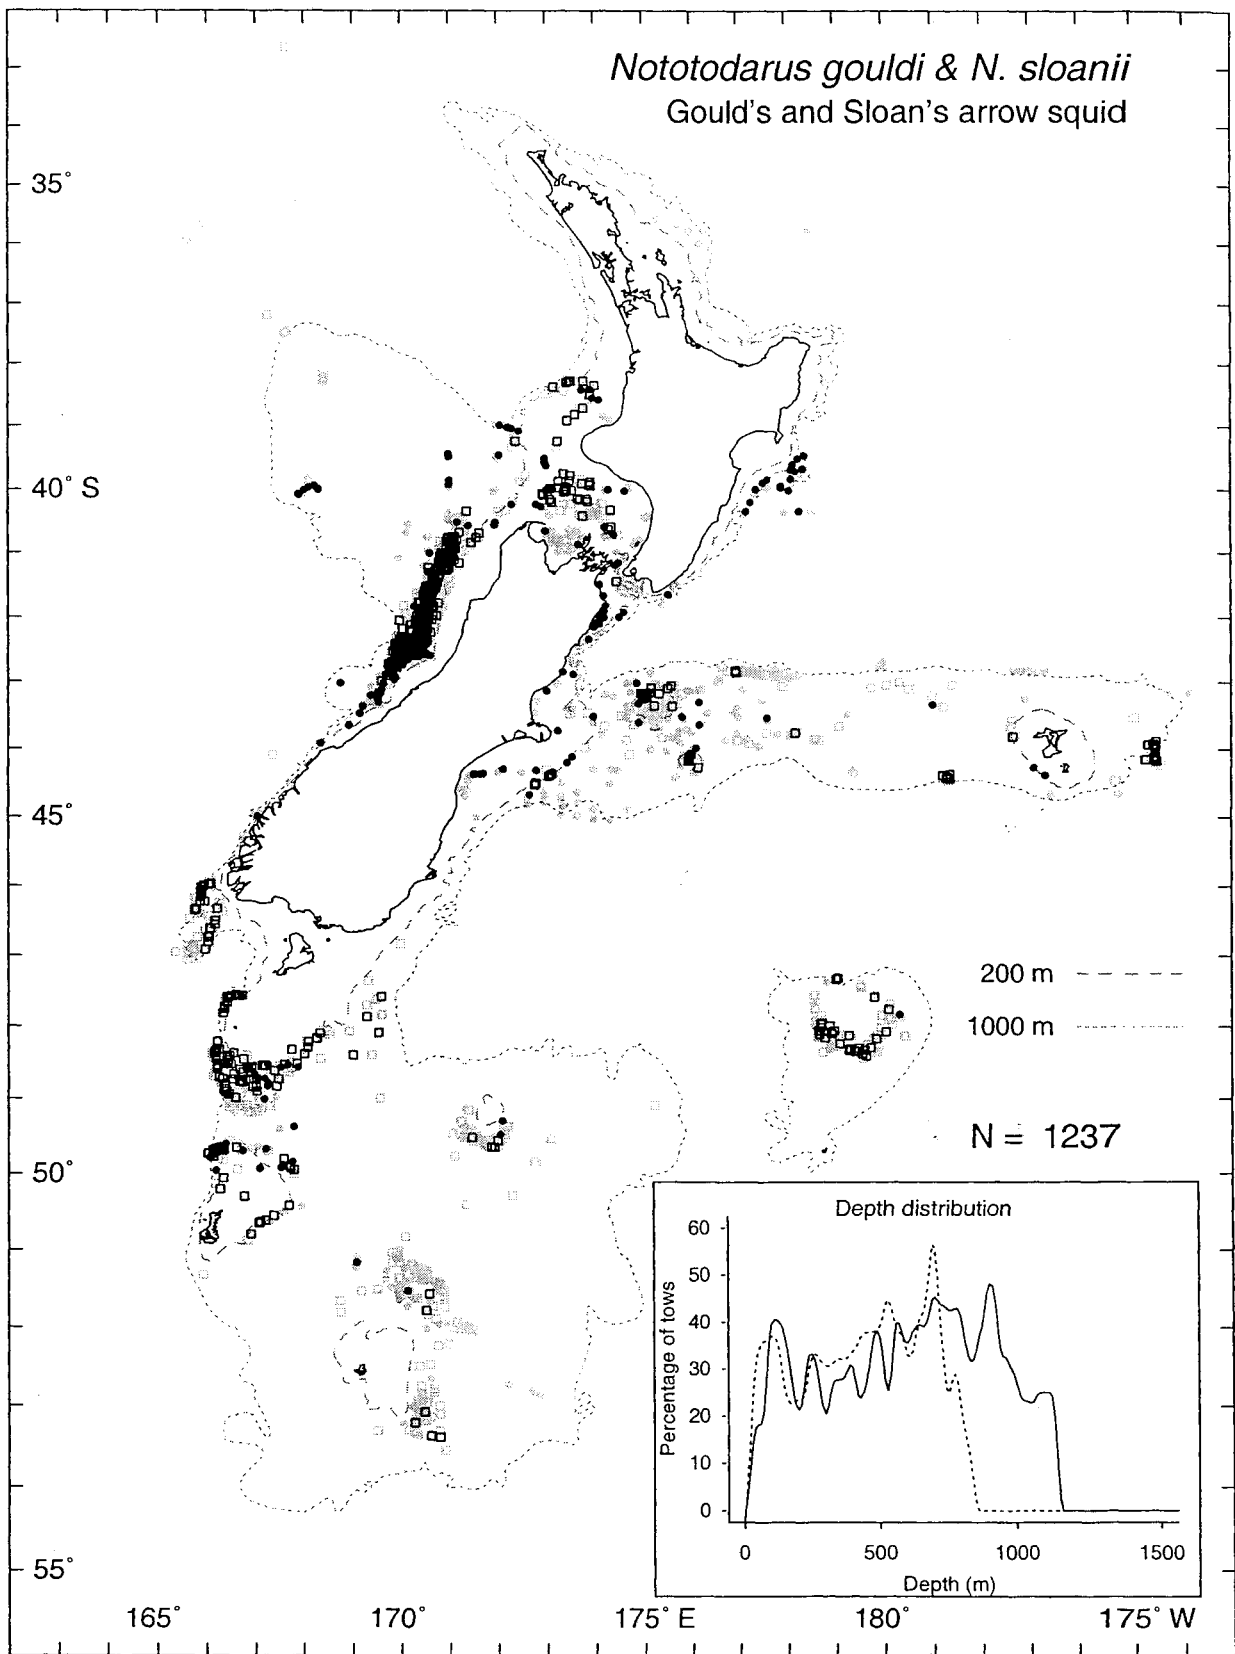 Nototodarus gouldi & N. sloanii
Gould's and Sloan's arrow squid
35°
40° S
45°
50°
55°
165°
170°
175° E
180°
175° W
200 m
1000 m
N = 1237
Depth distribution
Percentage of tows
60
50
40
30
20
10
0
0
500
1000
1500
Depth (m)